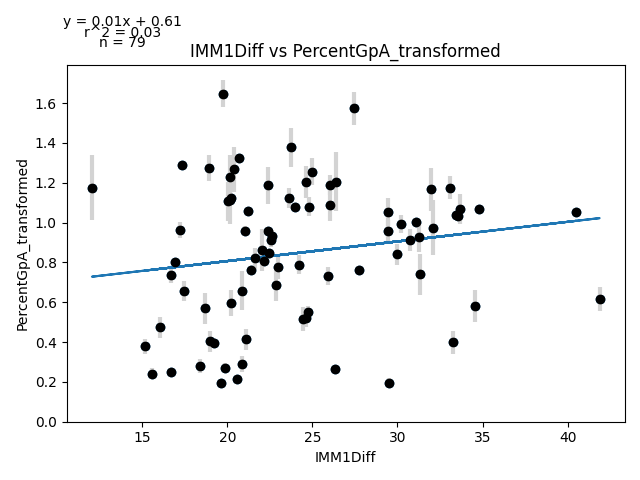 y = 0.01x + 0.61
r^2 = 0.03
n = 79
IMM1Diff vs PercentGpA_transformed
PercentGpA_transformed
1.6
1.4
1.2
1.0
0.8
0.6
0.4
0.2
0.0
15 20 25 30 35 40
IMM1Diff